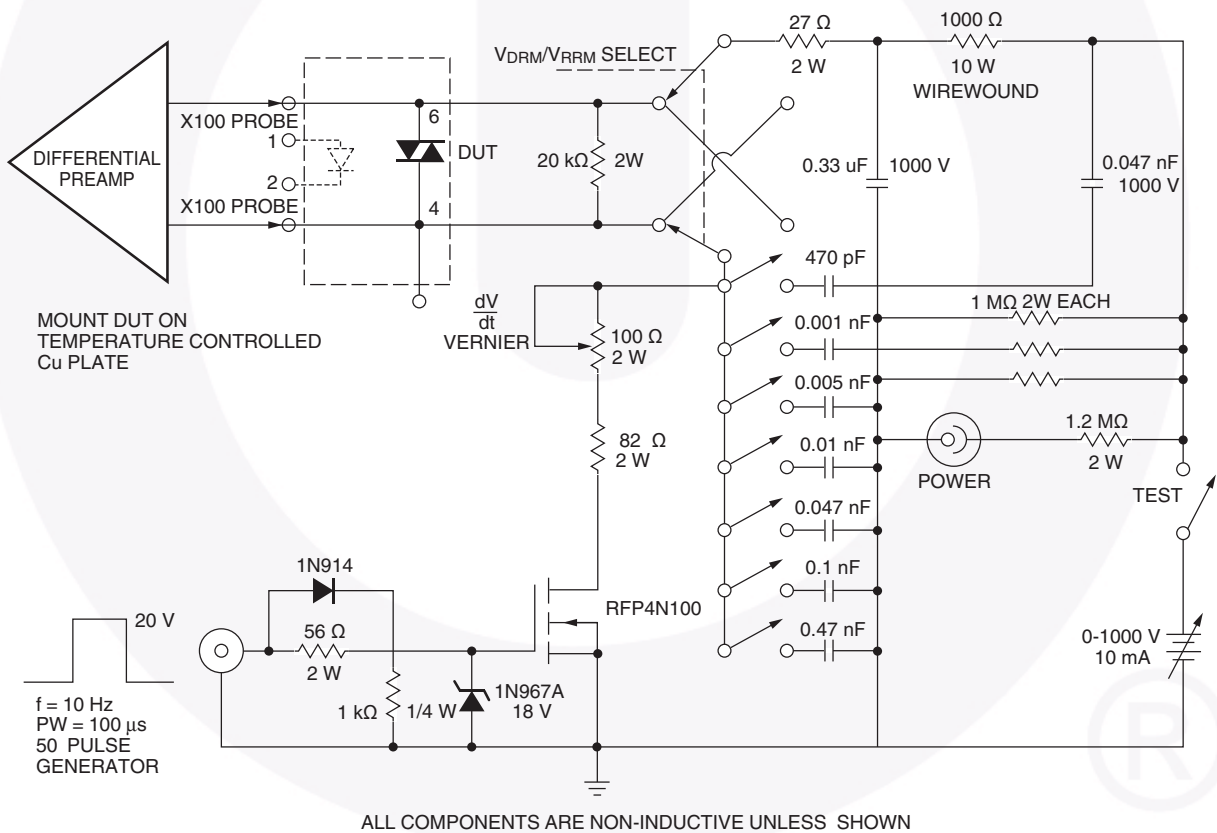 27 Ω
2 W
1000 Ω
10 W
WIREWOUND
VDRM/VRRM SELECT
X100 PROBE
DIFFERENTIAL
PREAMP
1
2
X100 PROBE
6
DUT
4
20 kΩ
2W
0.33 uF
1000 V
0.047 nF
1000 V
MOUNT DUT ON
TEMPERATURE CONTROLLED
Cu PLATE
dV
dt
VERNIER
100 Ω
2 W
82 Ω
2 W
470 pF
1 MΩ 2W EACH
0.001 nF
0.005 nF
0.01 nF
0.047 nF
0.1 nF
0.47 nF
POWER
1.2 MΩ
2 W
TEST
0-1000 V
10 mA
1N914
RFP4N100
20 V
56 Ω
2 W
1 kΩ
1/4 W
1N967A
18 V
f = 10 Hz
PW = 100 µs
50 PULSE
GENERATOR
®
ALL COMPONENTS ARE NON-INDUCTIVE UNLESS SHOWN